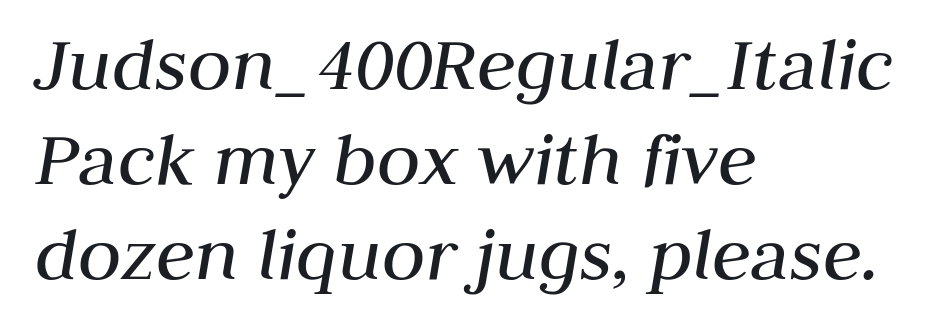 Judson_400Regular_Italic
Pack my box with five
dozen liquor jugs, please.